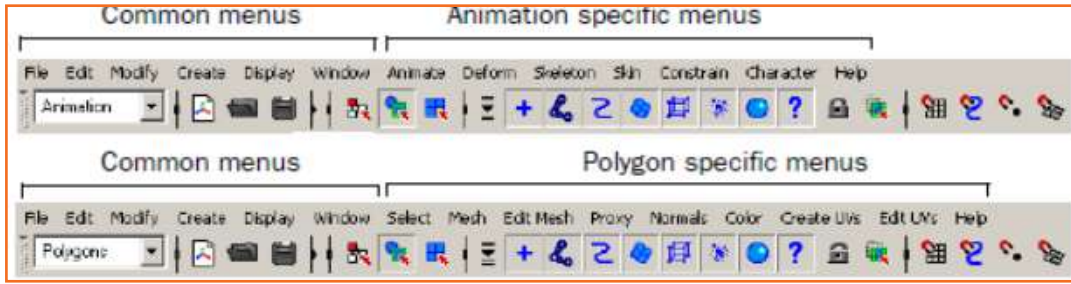 Common menus Animation specific menus
File Edit Modify Create Display Window Animate Deform Skeleton Skin Constrain Character Help
Animation
?
Common menus Polygon specific menus
File Edit Modify Create Display Window Select Mesh Edit Mesh Proxy Normals Color Create UVs Edit UVs Help
Polygons
?